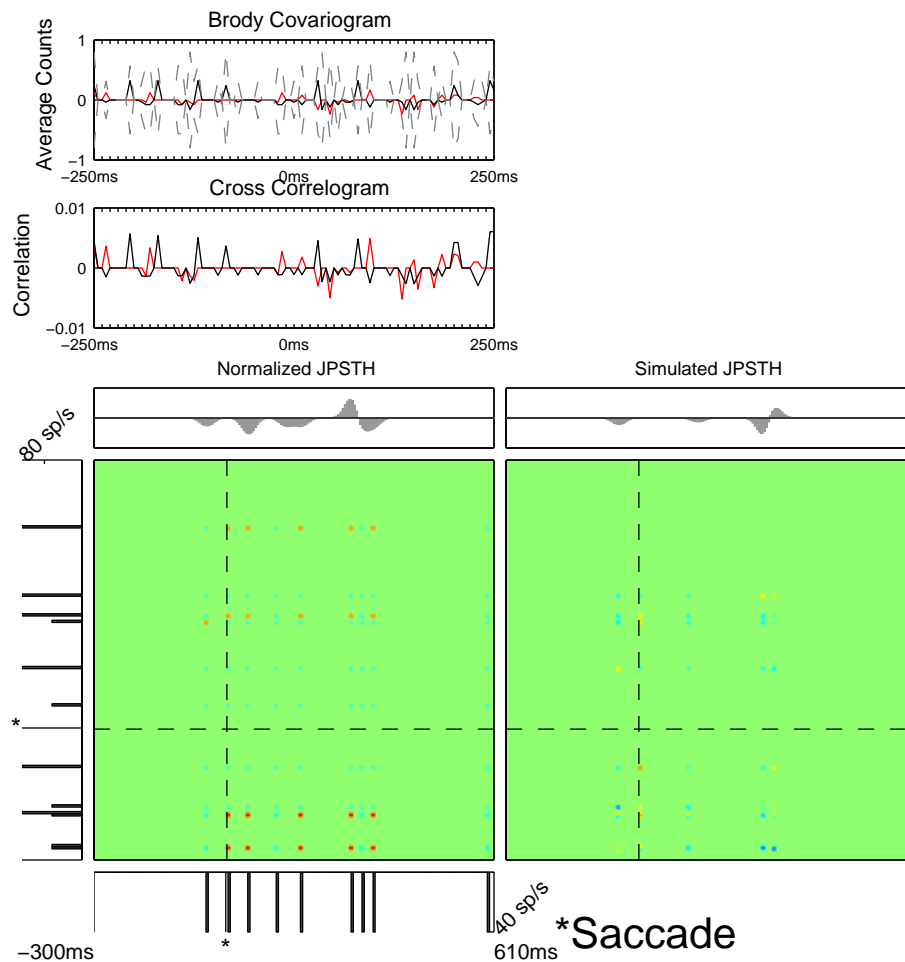 Brody Covariogram
Average Counts
1
0
−1
−250ms
0ms
250ms
Cross Correlogram
Correlation
0.01
0
−0.01
−250ms
0ms
250ms
Normalized JPSTH
Simulated JPSTH
80 sp/s
*
40 sp/s
*
−300ms
610ms
*Saccade